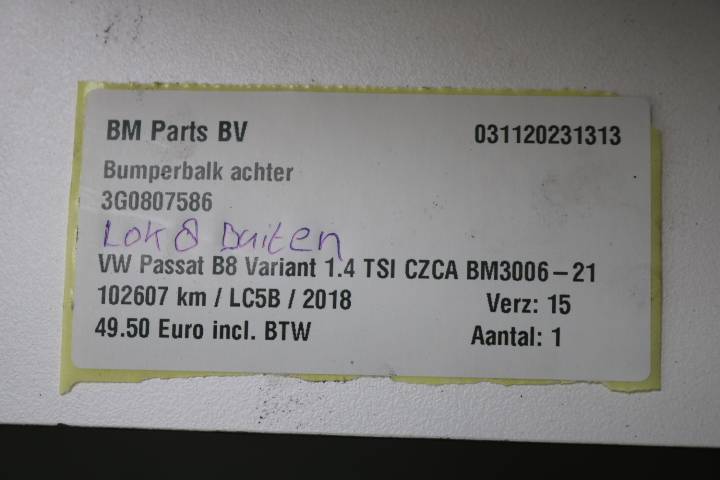 BM Parts BV 031120231313
Bumperbalk achter
3G0807586
Lok 8 Buiten
VW Passat B8 Variant 1.4 TSI CZCA BM3006-21
102607 km / LC5B / 2018 Verz: 15
49.50 Euro incl. BTW Aantal: 1